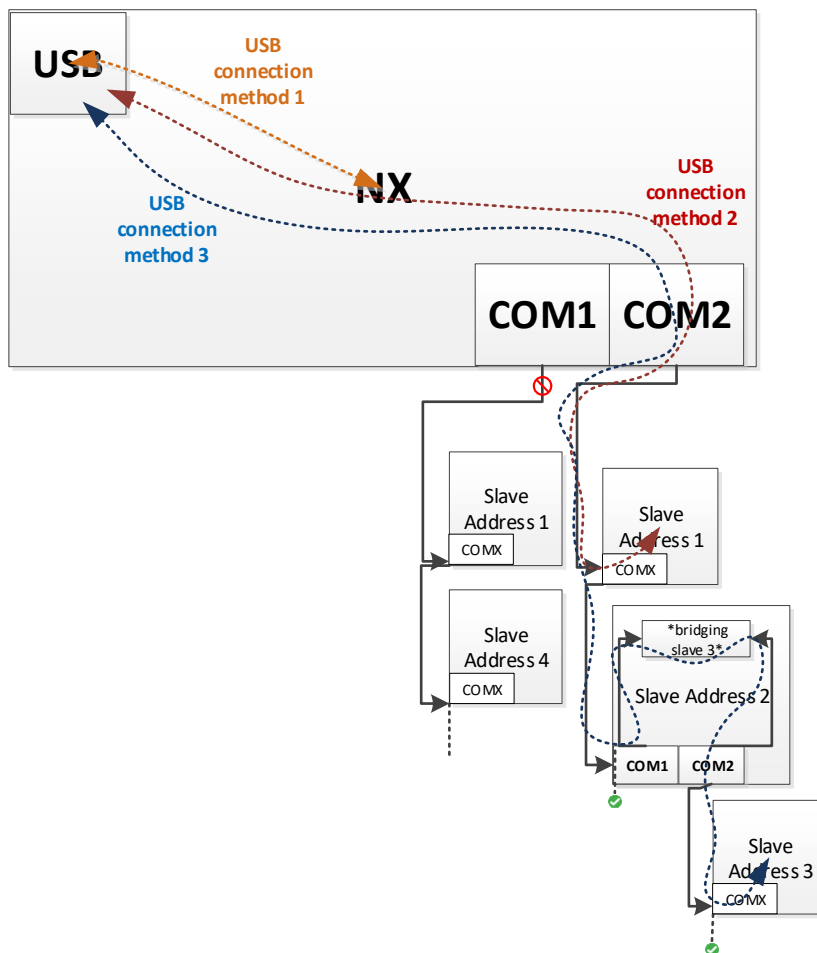 USB
USB
connection
method 1
NX
USB
connection
method 2
USB
connection
method 3
COM1
COM2
Slave
Address 1
COMX
Slave
Address 1
COMX
Slave
Address 4
COMX
*bridging
slave 3*
Slave Address 2
COM1
COM2
Slave
Address 3
COMX